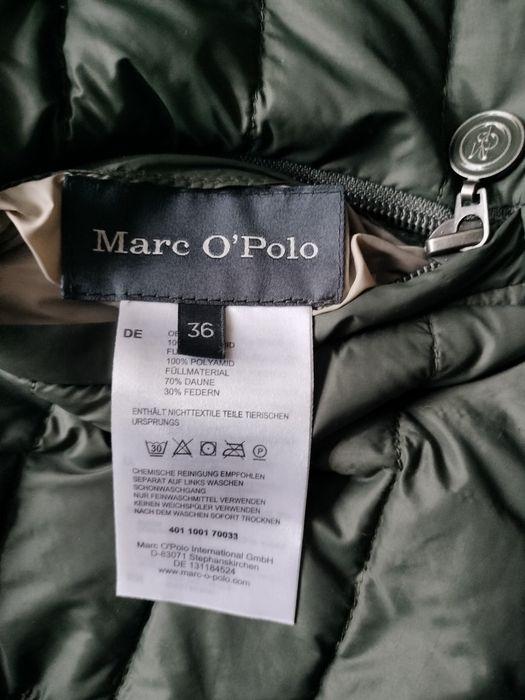 Marc O'Polo
36
DE
100% POLYAMID
FÜLLMATERIAL
70% DAUNE
30% FEDERN
ENTHÄLT NICHTTEXTILE TEILE TIERISCHEN
URSPRUNGS
30
P
CHEMISCHE REINIGUNG EMPFOHLEN
SEPARAT AUF LINKS WASCHEN
SCHONWASCHGANG
NUR FEINWASCHMITTEL VERWENDEN
KEINEN WEICHSPÜLER VERWENDEN
NACH DEM WASCHEN SOFORT TROCKNEN
401 1001 70033
Marc O'Polo International GmbH
D-83071 Stephanskirchen
DE 131184524
www.marc-o-polo.com